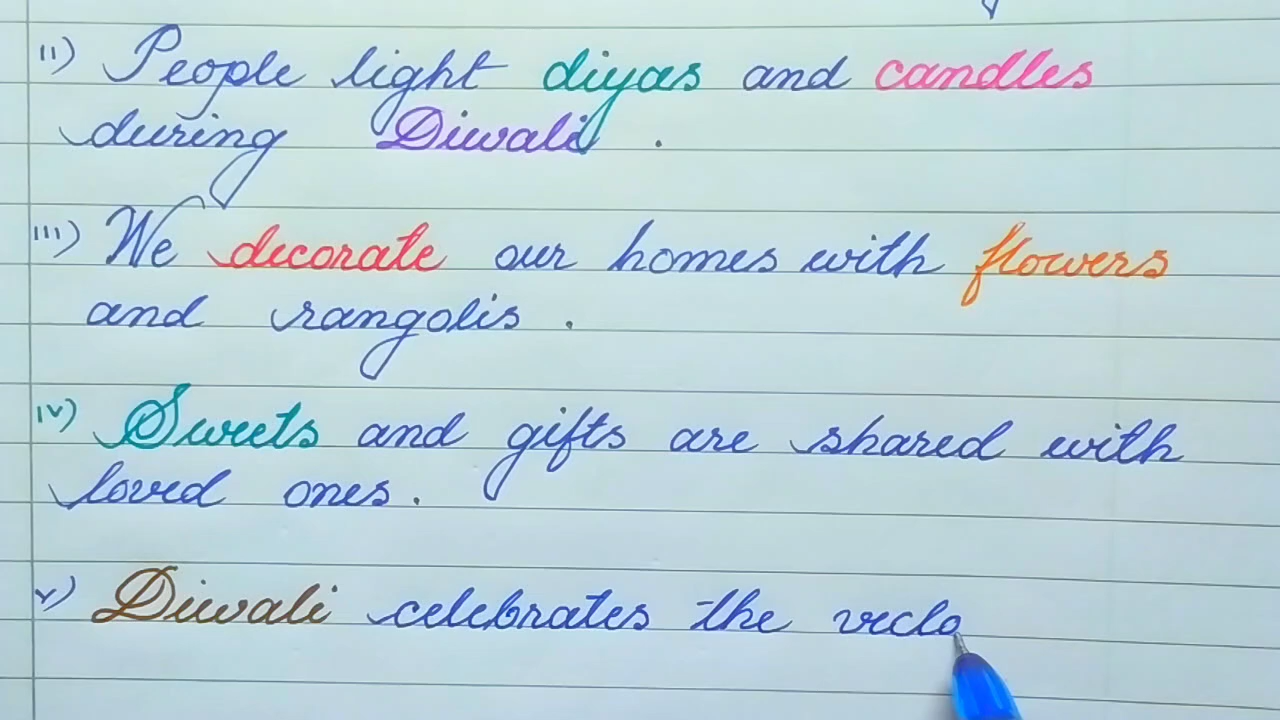 ii) People light diyas and candles
during Diwali .
iii) We decorate our homes with flowers
and rangolis .
iv) Sweets and gifts are shared with
loved ones .
v) Diwali celebrates the victo